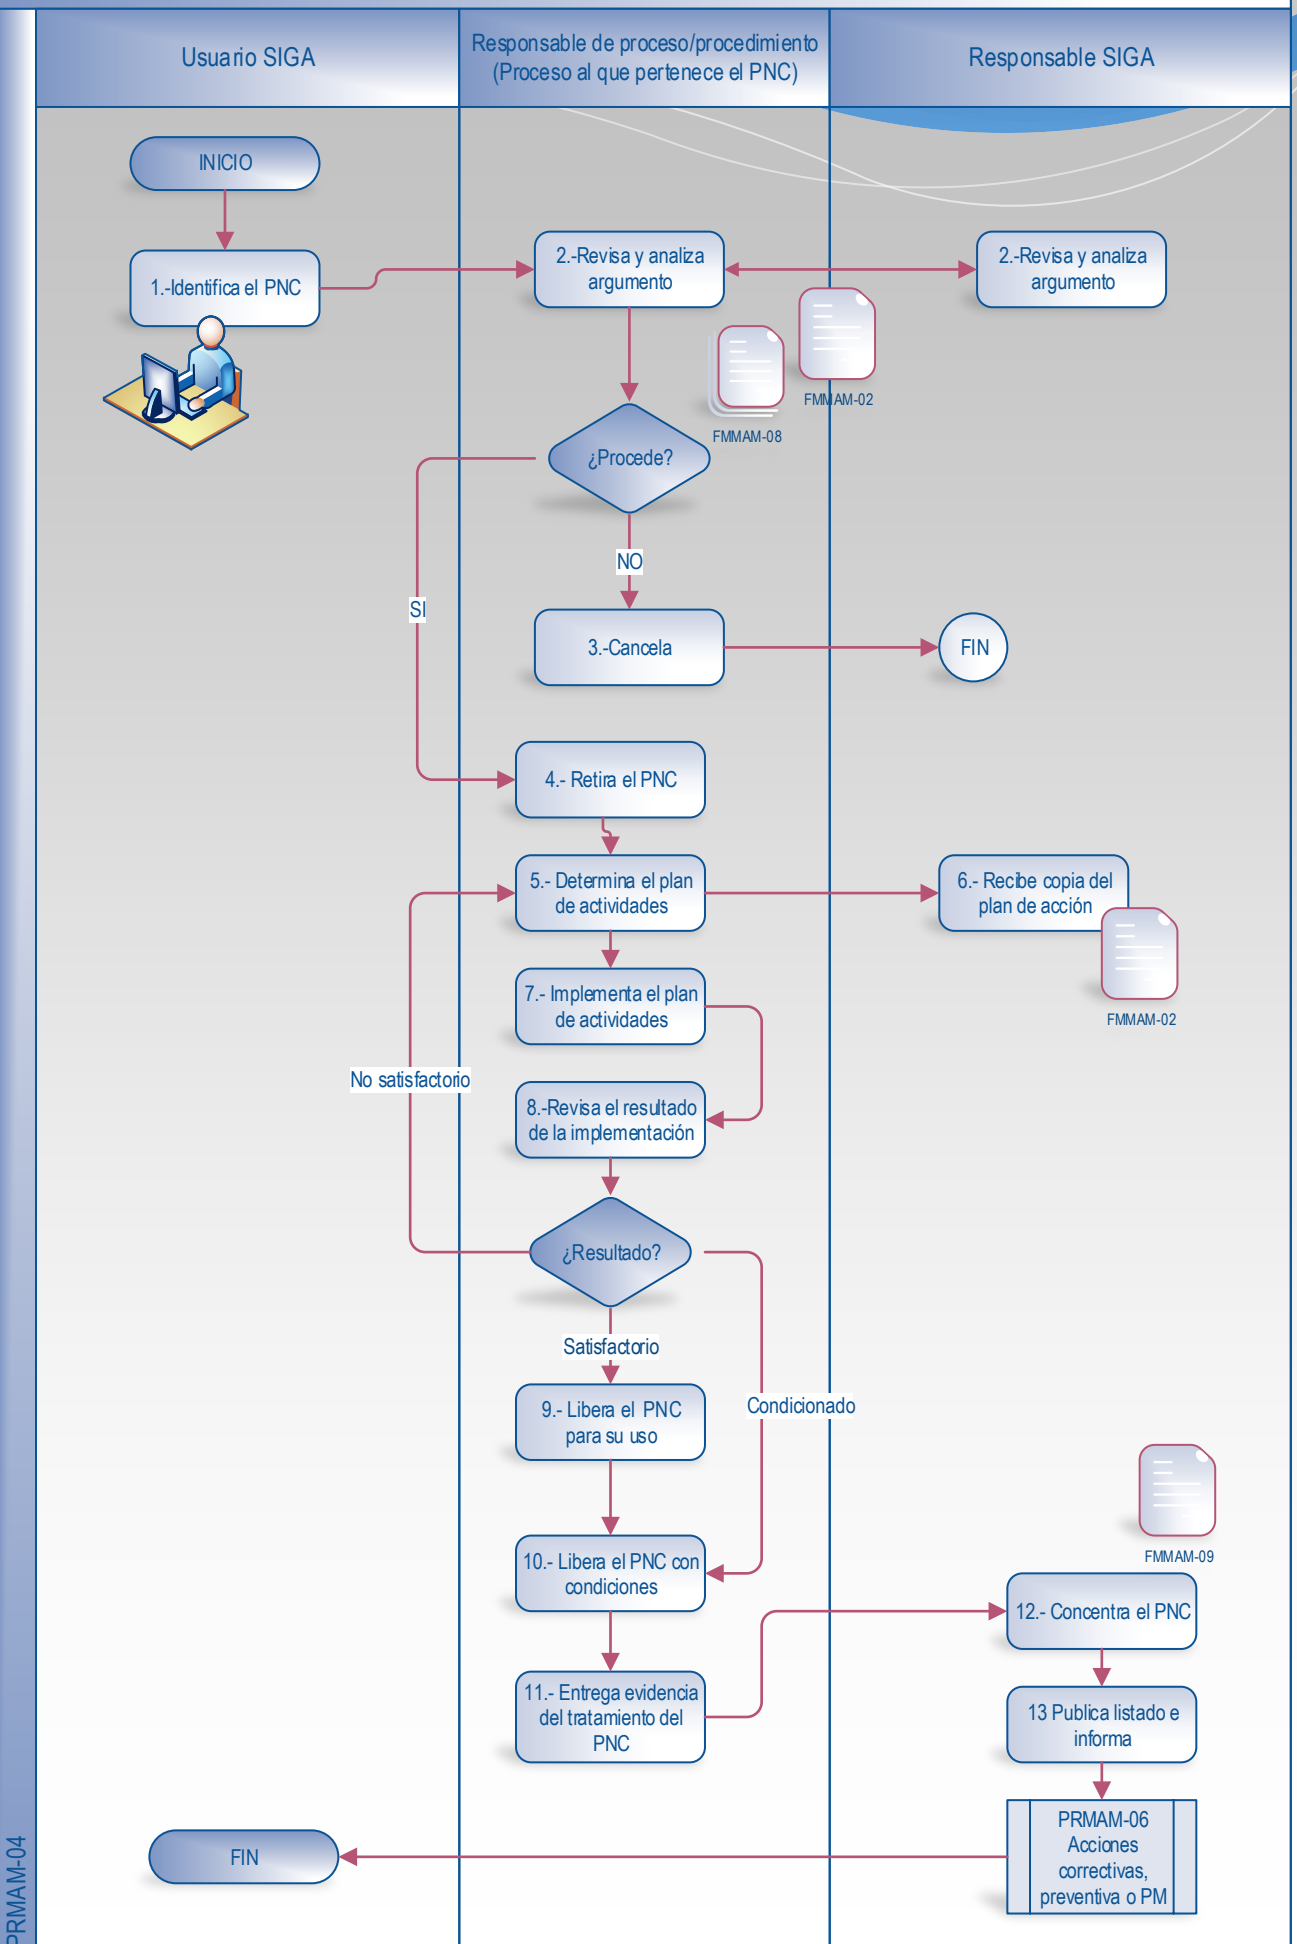 Usuario SIGA
Responsable de proceso/procedimiento
(Proceso al que pertenece el PNC)
Responsable SIGA
INICIO
1.-Identifica el PNC
2.-Revisa y analiza
argumento
2.-Revisa y analiza
argumento
FMMAM-08
FMMAM-02
¿Procede?
NO
SI
3.-Cancela
FIN
4.- Retira el PNC
5.- Determina el plan
de actividades
6.- Recibe copia del
plan de acción
FMMAM-02
7.- Implementa el plan
de actividades
No satisfactorio
8.-Revisa el resultado
de la implementación
¿Resultado?
Satisfactorio
Condicionado
9.- Libera el PNC
para su uso
10.- Libera el PNC con
condiciones
FMMAM-09
12.- Concentra el PNC
11.- Entrega evidencia
del tratamiento del
PNC
13 Publica listado e
informa
PRMAM-06
Acciones
correctivas,
preventiva o PM
FIN
PRMAM-04